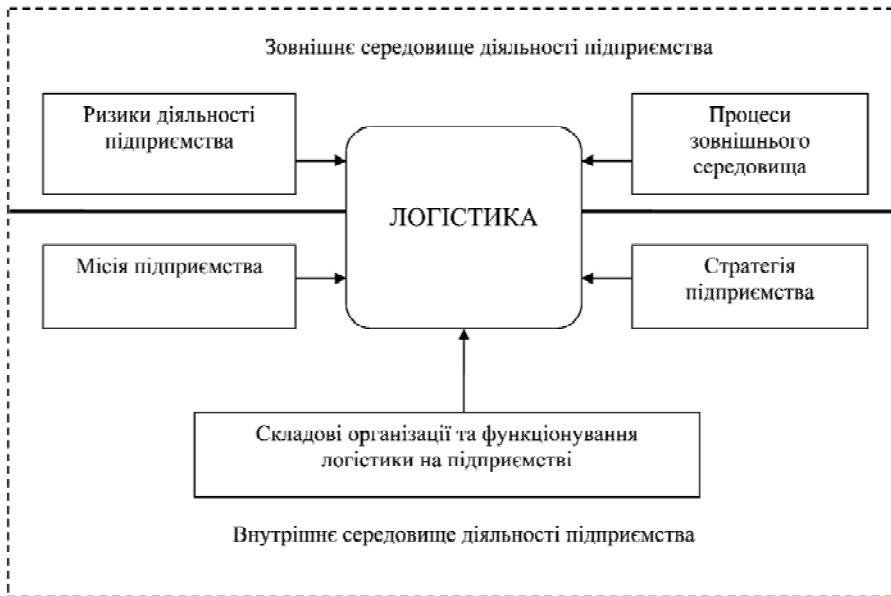 Зовнішнє середовище діяльності підприємства
Ризики діяльності
підприємства
Процеси
зовнішнього
середовища
ЛОГІСТИКА
Місія підприємства
Стратегія
підприємства
Складові організації та функціонування
логістики на підприємстві
Внутрішнє середовище діяльності підприємства